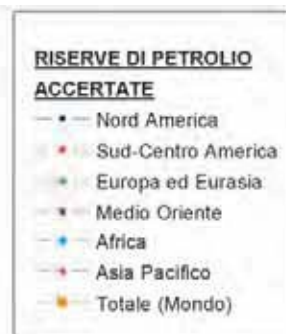 RISERVE DI PETROLIO
ACCERTATE
Nord America
Sud-Centro America
Europa ed Eurasia
Medio Oriente
Africa
Asia Pacifico
Totale (Mondo)